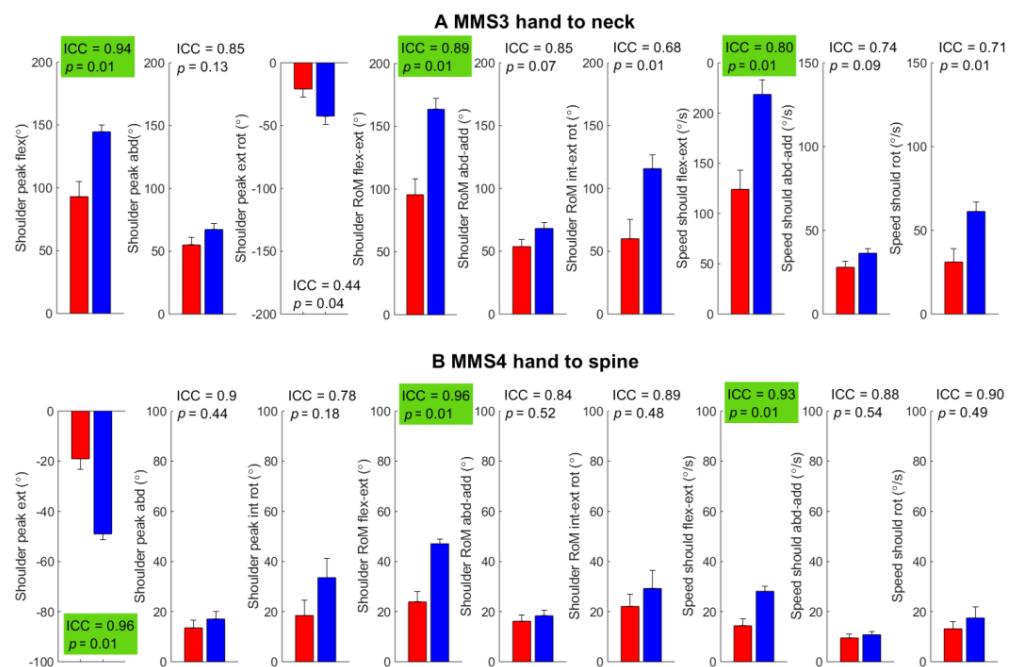 A MMS3 hand to neck
ICC = 0.94
p = 0.01
ICC = 0.85
p = 0.13
ICC = 0.89
p = 0.01
ICC = 0.85
p = 0.07
ICC = 0.68
p = 0.01
ICC = 0.80
p = 0.01
ICC = 0.74
p = 0.09
ICC = 0.71
p = 0.01
Shoulder peak flex(°)
200
150
100
50
0
Shoulder peak abd(°)
200
150
100
50
0
Shoulder peak ext rot (°)
0
-50
-100
-150
-200
ICC = 0.44
p = 0.04
Shoulder RoM flex-ext (°)
200
150
100
50
0
Shoulder RoM abd-add (°)
200
150
100
50
0
Shoulder RoM int-ext rot (°)
200
150
100
50
0
Speed should flex-ext (°/s)
0
200
150
100
50
0
Speed should abd-add (°/s)
150
100
50
0
Speed should rot (°/s)
150
100
50
0
B MMS4 hand to spine
ICC = 0.9
p = 0.44
ICC = 0.78
p = 0.18
ICC = 0.96
p = 0.01
ICC = 0.84
p = 0.52
ICC = 0.89
p = 0.48
ICC = 0.93
p = 0.01
ICC = 0.88
p = 0.54
ICC = 0.90
p = 0.49
Shoulder peak ext (°)
0
-20
-40
-60
-80
-100
ICC = 0.96
p = 0.01
Shoulder peak abd (°)
100
80
60
40
20
0
Shoulder peak int rot (°)
100
80
60
40
20
0
Shoulder RoM flex-ext (°)
100
80
60
40
20
0
Shoulder RoM abd-add (°)
100
80
60
40
20
0
Shoulder RoM int-ext rot (°)
100
80
60
40
20
0
Speed should flex-ext (°/s)
100
80
60
40
20
0
Speed should abd-add (°/s)
100
80
60
40
20
0
Speed should rot (°/s)
100
80
60
40
20
0